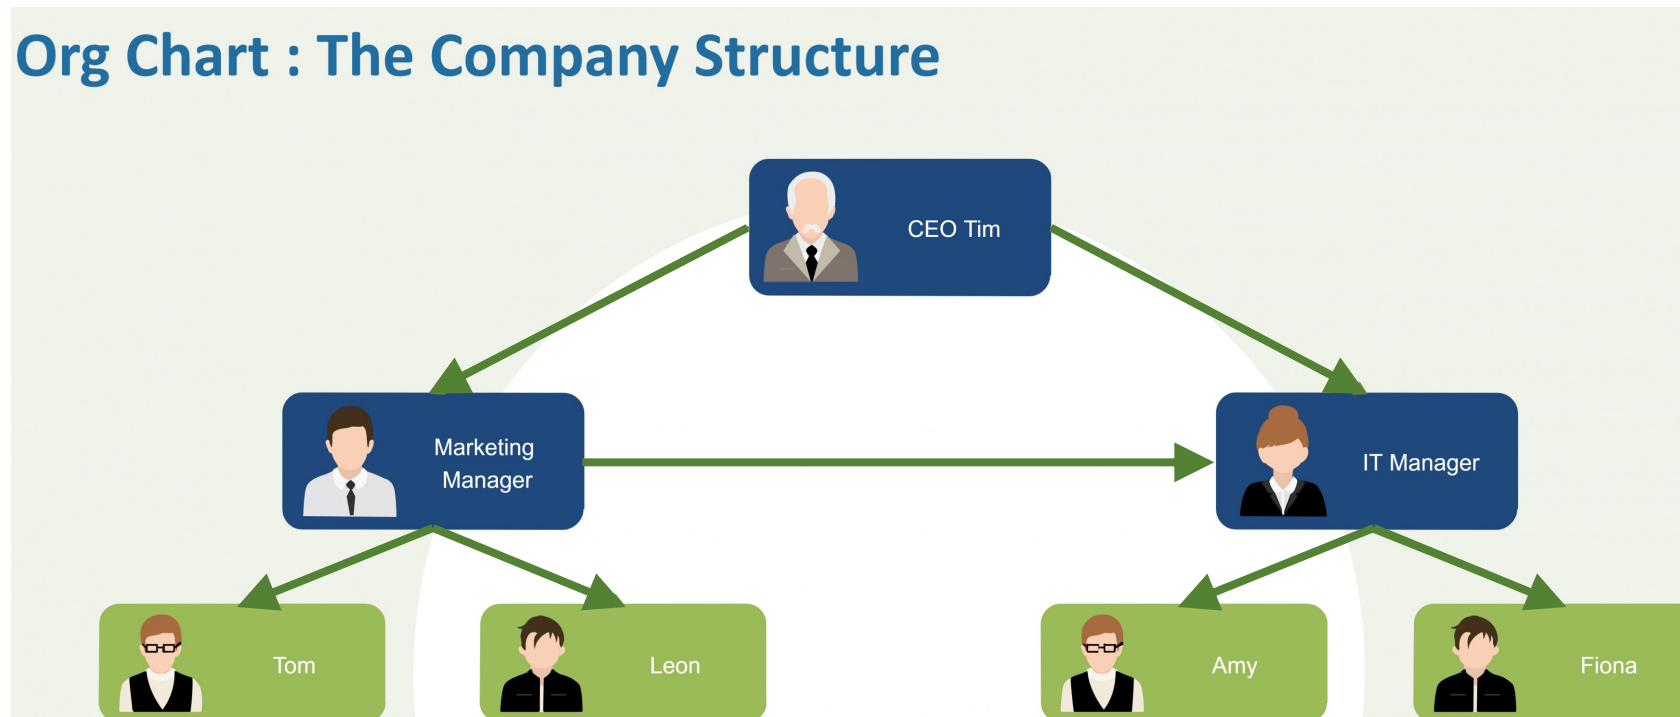 Org Chart : The Company Structure
CEO Tim
Marketing
Manager
IT Manager
Tom
Leon
Amy
Fiona